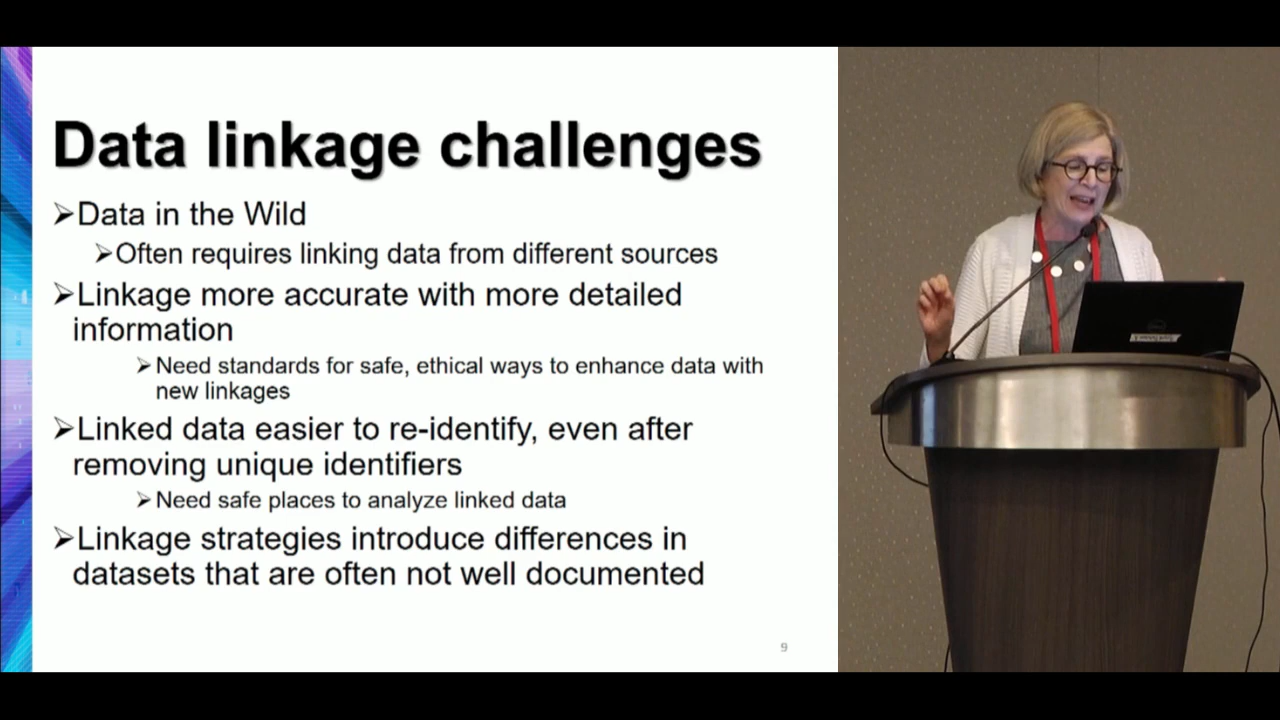 Data linkage challenges
➢Data in the Wild
➢Often requires linking data from different sources
➢Linkage more accurate with more detailed
information
➢Need standards for safe, ethical ways to enhance data with
new linkages
➢Linked data easier to re-identify, even after
removing unique identifiers
➢Need safe places to analyze linked data
➢Linkage strategies introduce differences in
datasets that are often not well documented
9